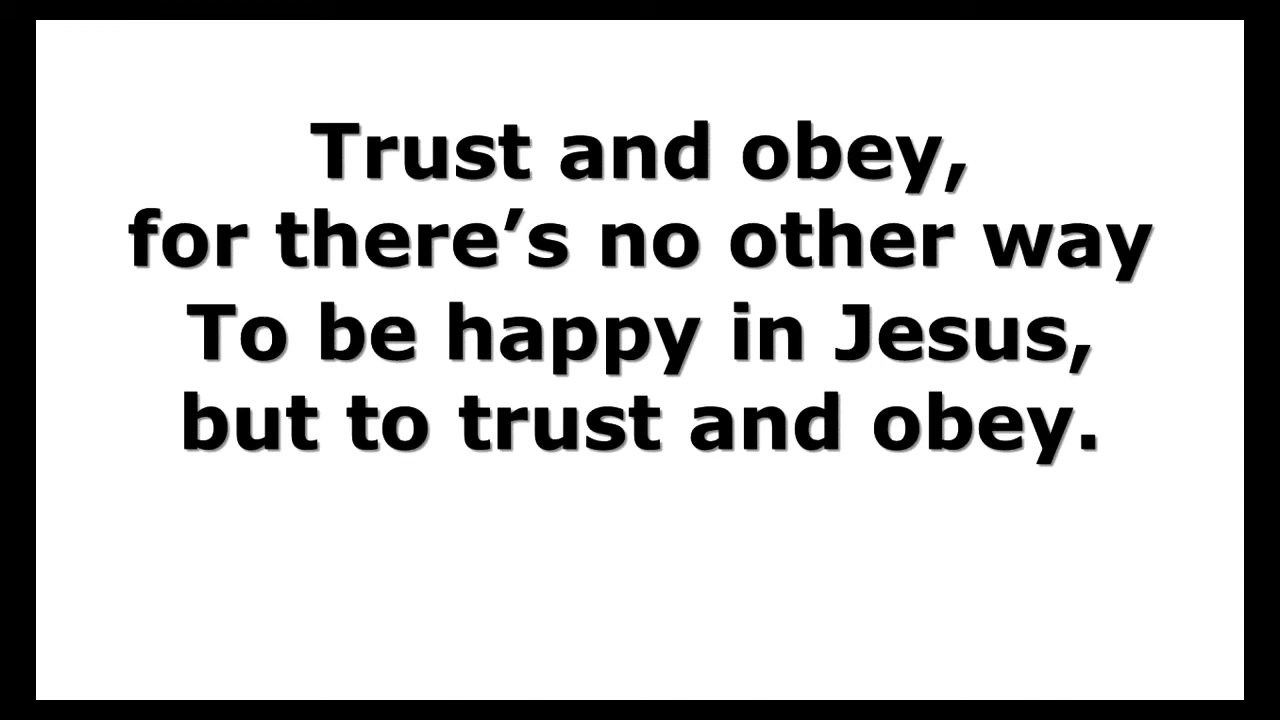 Trust and obey,
for there’s no other way
To be happy in Jesus,
but to trust and obey.